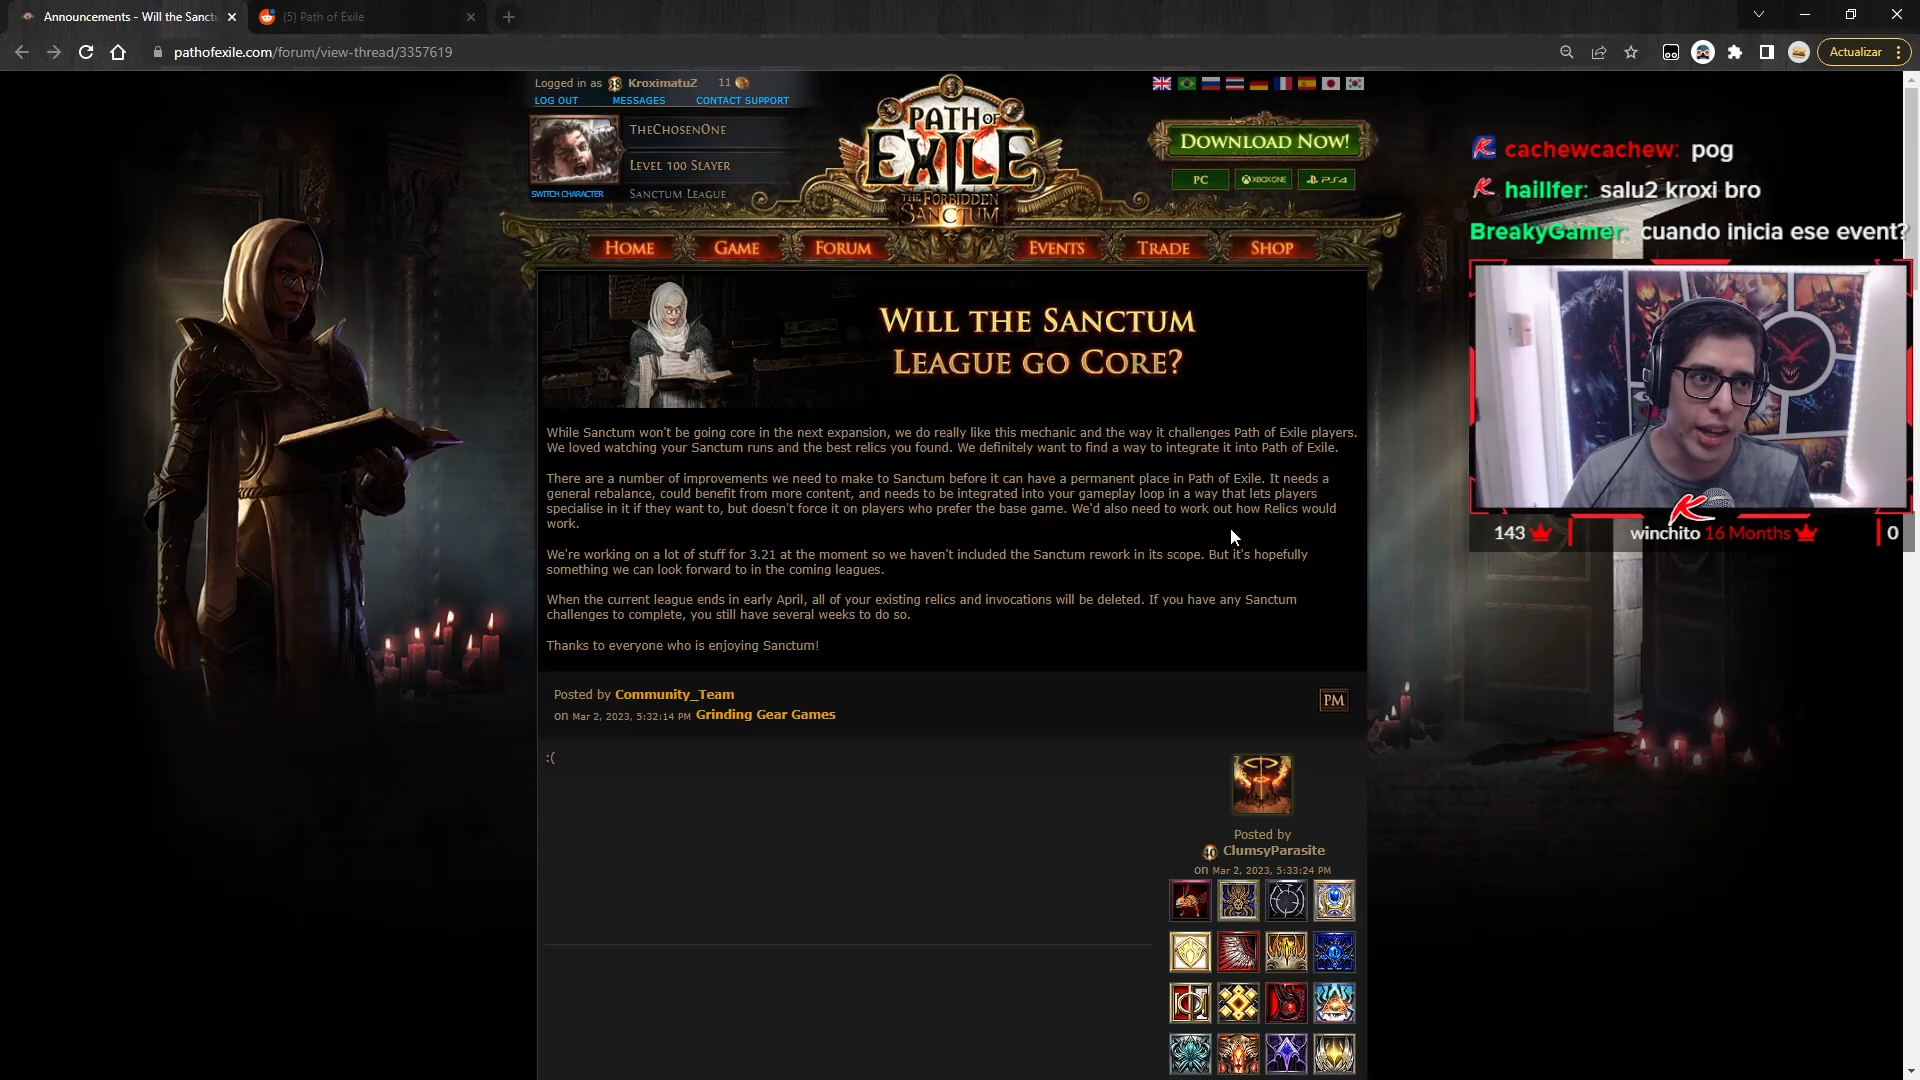 Announcements - Will the Sanctu
(5) Path of Exile
pathofexile.com/forum/view-thread/3357619
Actualizar
Logged in as 38 KroximatuZ 11
LOG OUT MESSAGES CONTACT SUPPORT
TheChosenOne
Level 100 Slayer
SWITCH CHARACTER Sanctum League
PATH OF
EXILE
THE FORBIDDEN
SANCTUM
Download Now!
PC XBOX ONE PS4
Home Game Forum Events Trade Shop
Will the Sanctum
League go Core?
While Sanctum won't be going core in the next expansion, we do really like this mechanic and the way it challenges Path of Exile players.
We loved watching your Sanctum runs and the best relics you found. We definitely want to find a way to integrate it into Path of Exile.
There are a number of improvements we need to make to Sanctum before it can have a permanent place in Path of Exile. It needs a
general rebalance, could benefit from more content, and needs to be integrated into your gameplay loop in a way that lets players
specialise in it if they want to, but doesn't force it on players who prefer the base game. We'd also need to work out how Relics would
work.
We're working on a lot of stuff for 3.21 at the moment so we haven't included the Sanctum rework in its scope. But it's hopefully
something we can look forward to in the coming leagues.
When the current league ends in early April, all of your existing relics and invocations will be deleted. If you have any Sanctum
challenges to complete, you still have several weeks to do so.
Thanks to everyone who is enjoying Sanctum!
Posted by Community_Team
on Mar 2, 2023, 5:32:14 PM Grinding Gear Games
PM
:(
Posted by
40 ClumsyParasite
on Mar 2, 2023, 5:33:24 PM
cachewcachew: pog
haillfer: salu2 kroxi bro
BreakyGamer: cuando inicia ese event?
143 winchito 16 Months 0